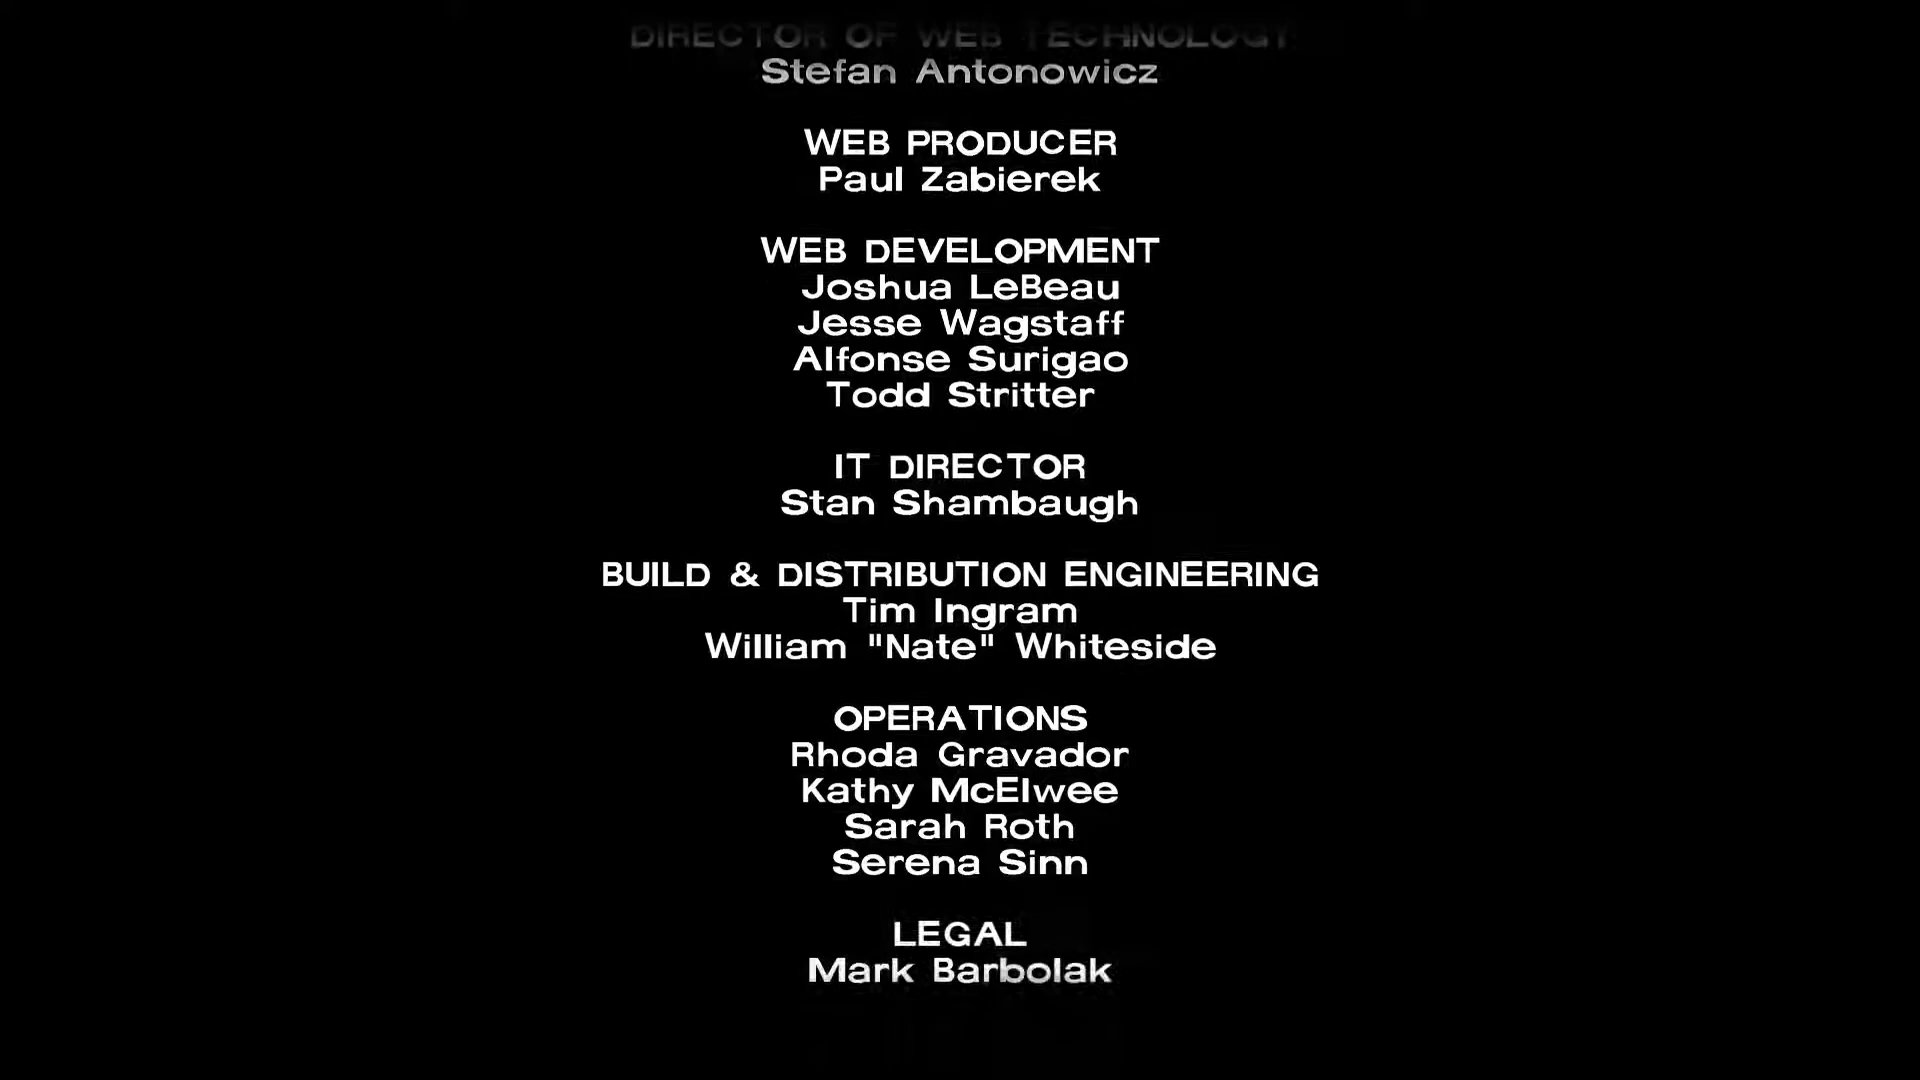 DIRECTOR OF WEB TECHNOLOGY
Stefan Antonowicz
WEB PRODUCER
Paul Zabierek
WEB DEVELOPMENT
Joshua LeBeau
Jesse Wagstaff
Alfonse Surigao
Todd Stritter
IT DIRECTOR
Stan Shambaugh
BUILD & DISTRIBUTION ENGINEERING
Tim Ingram
William "Nate" Whiteside
OPERATIONS
Rhoda Gravador
Kathy McElwee
Sarah Roth
Serena Sinn
LEGAL
Mark Barbolak